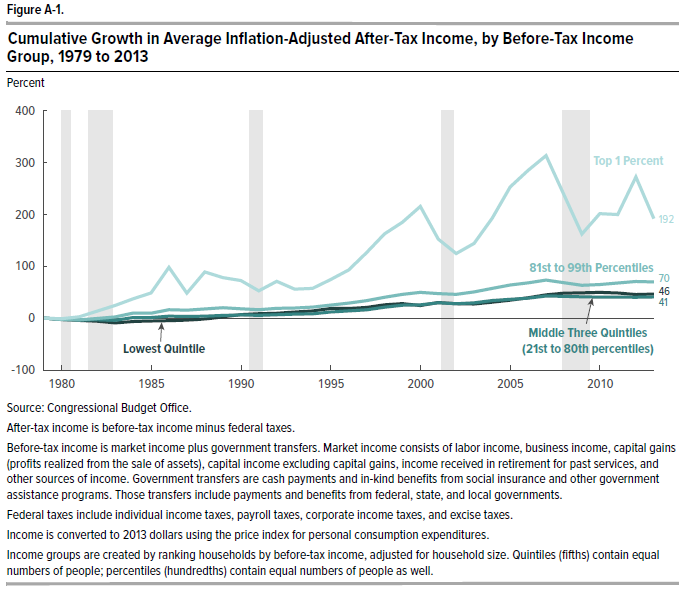 Figure A-1.
Cumulative Growth in Average Inflation-Adjusted After-Tax Income, by Before-Tax Income
Group, 1979 to 2013
Percent
400
300
Top 1 Percent
200
192
100
81st to 99th Percentiles
70
46
41
0
Middle Three Quintiles
(21st to 80th percentiles)
Lowest Quintile
-100
1980 1985 1990 1995 2000 2005 2010
Source: Congressional Budget Office.
After-tax income is before-tax income minus federal taxes.
Before-tax income is market income plus government transfers. Market income consists of labor income, business income, capital gains
(profits realized from the sale of assets), capital income excluding capital gains, income received in retirement for past services, and
other sources of income. Government transfers are cash payments and in-kind benefits from social insurance and other government
assistance programs. Those transfers include payments and benefits from federal, state, and local governments.
Federal taxes include individual income taxes, payroll taxes, corporate income taxes, and excise taxes.
Income is converted to 2013 dollars using the price index for personal consumption expenditures.
Income groups are created by ranking households by before-tax income, adjusted for household size. Quintiles (fifths) contain equal
numbers of people; percentiles (hundredths) contain equal numbers of people as well.